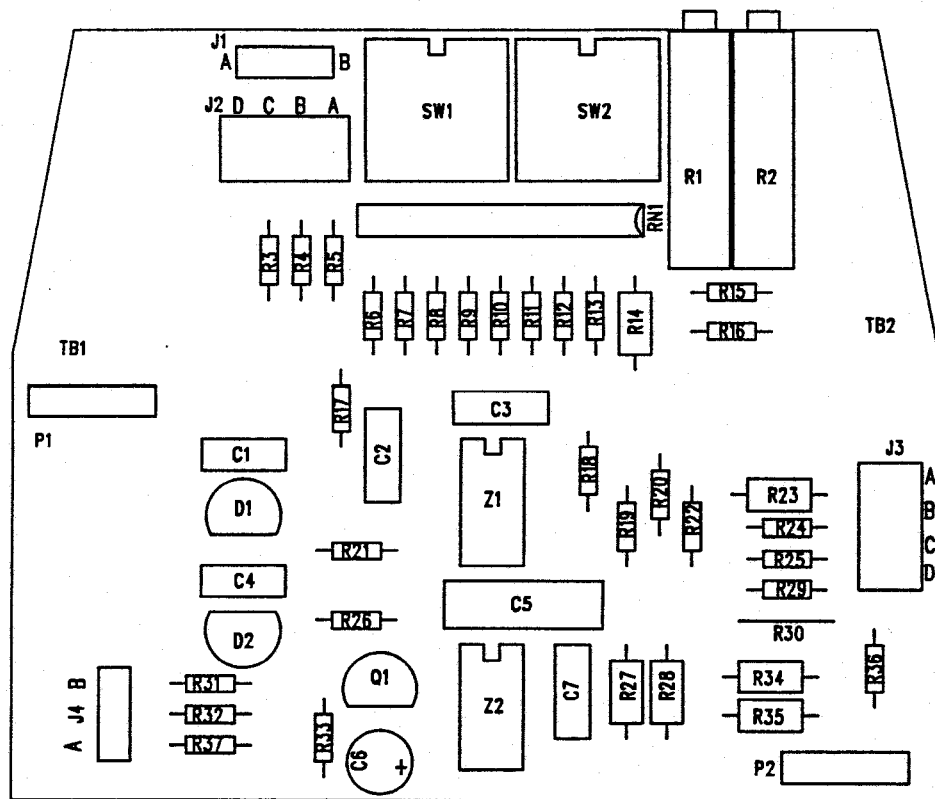 J1
A B
J2 D C B A
SW1 SW2
R1 R2
RN1
R3 R4 R5
R6 R7 R8 R9 R10 R11 R12 R13 R14
R15
R16
TB1
TB2
P1
R17
C3
C1 C2
D1
Z1
R18
R19 R20 R22
R23
R24
R25
R29
J3
A
B
C
D
R21
C4
C5
D2
R26
R30
Q1
Z2
C7
R27 R28
R34
R35
R36
B
J4
A
R31
R32
R37
R33
C6 +
P2